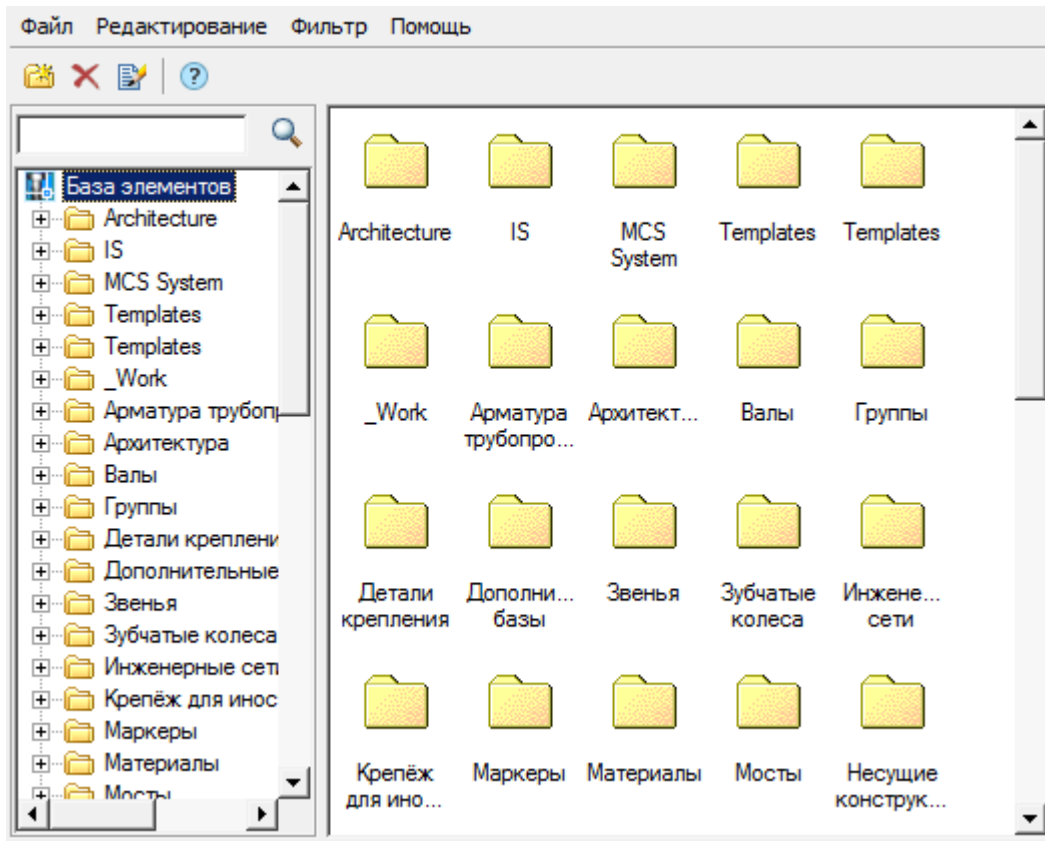 Файл Редактирование Фильтр Помощь
База элементов
Architecture
IS
MCS System
Templates
Templates
_Work
Арматура трубоп
Архитектура
Валы
Группы
Детали креплени
Дополнительные
Звенья
Зубчатые колеса
Инженерные сет
Крепёж для инос
Маркеры
Материалы
Мосты
Architecture IS MCS Templates Templates
System
_Work Арматура Архитект... Валы Группы
трубопро...
Детали Дополни... Звенья Зубчатые Инжене...
крепления базы колеса сети
Крепёж Маркеры Материалы Мосты Несущие
для ино... конструк...